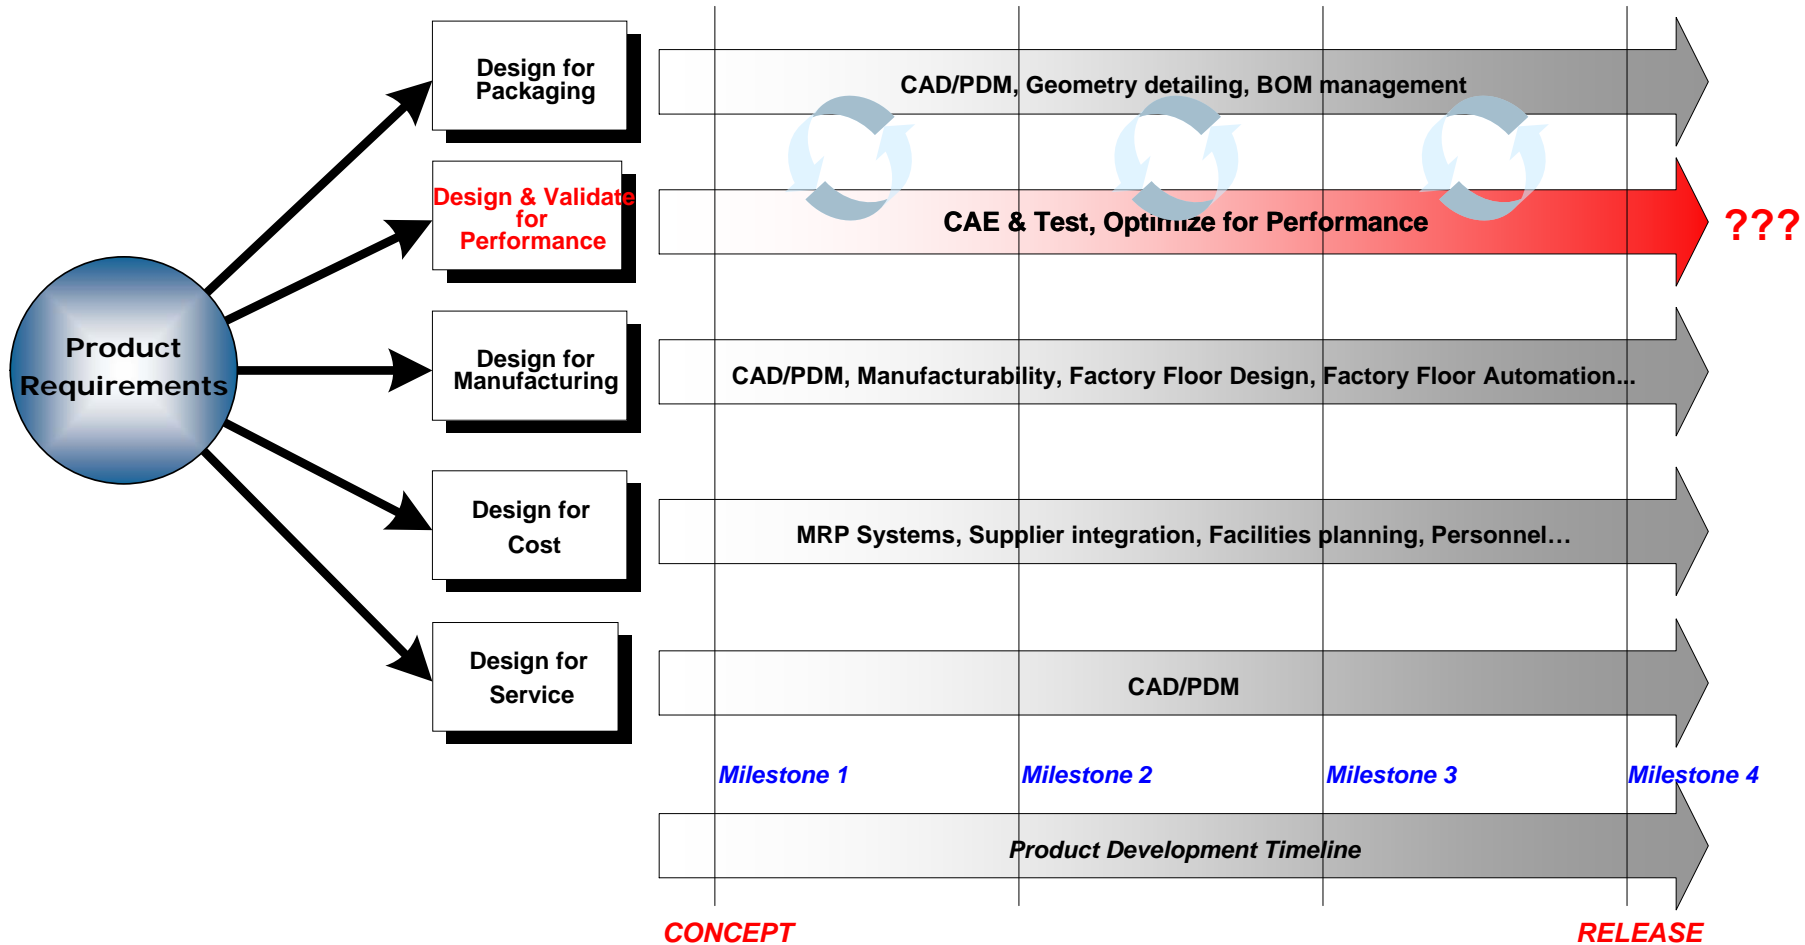 Design for
Packaging
CAD/PDM, Geometry detailing, BOM management
Design & Validate
for
Performance
CAE & Test, Optimize for Performance
???
Product
Requirements
Design for
Manufacturing
CAD/PDM, Manufacturability, Factory Floor Design, Factory Floor Automation...
Design for
Cost
MRP Systems, Supplier integration, Facilities planning, Personnel…
Design for
Service
CAD/PDM
Milestone 1
Milestone 2
Milestone 3
Milestone 4
Product Development Timeline
CONCEPT
RELEASE